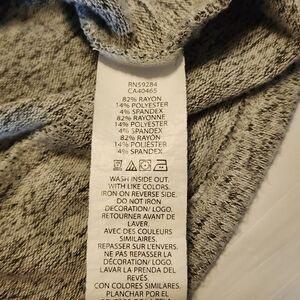 RN59284
CA40465
82% RAYON
14% POLYESTER
4% SPANDEX
82% RAYONNE
14% POLYESTER
4% SPANDEX
82% RAYON
14% POLIÉSTER
4% SPANDEX
WASH INSIDE OUT.
WITH LIKE COLORS.
IRON ON REVERSE SIDE.
DO NOT IRON
DECORATION/ LOGO.
RETOURNER AVANT DE
LAVER.
AVEC DES COULEURS
SIMILAIRES.
REPASSER SUR L'ENVERS.
NE PAS REPASSER LA
DÉCORATION/ LOGO.
LAVAR LA PRENDA DEL
REVÉS.
CON COLORES SIMILARES.
PLANCHAR POR EL